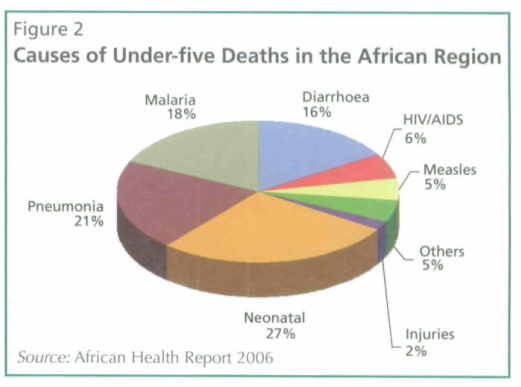 Figure 2
Causes of Under-five Deaths in the African Region
Malaria
18%
Diarrhoea
16%
HIV/AIDS
6%
Measles
5%
Pneumonia
21%
Others
5%
Neonatal
27%
Injuries
2%
Source: African Health Report 2006